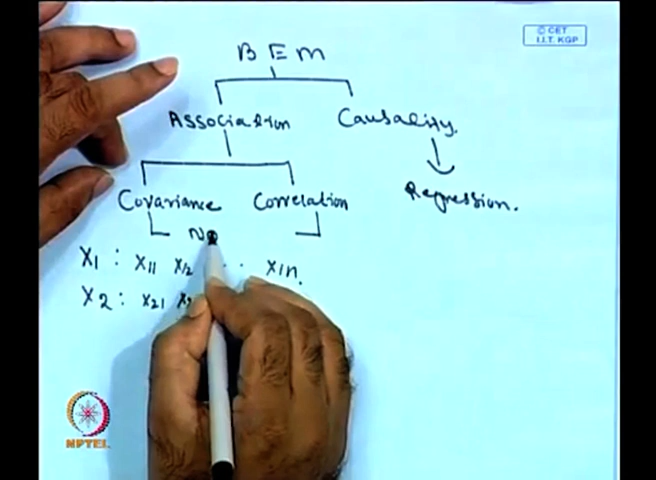 © CET
I.I.T. KGP
BEM
Association Causality.
Covariance Correlation Regression.
X1 : X11 X12 . . X1n.
X2 : X21
NPTEL